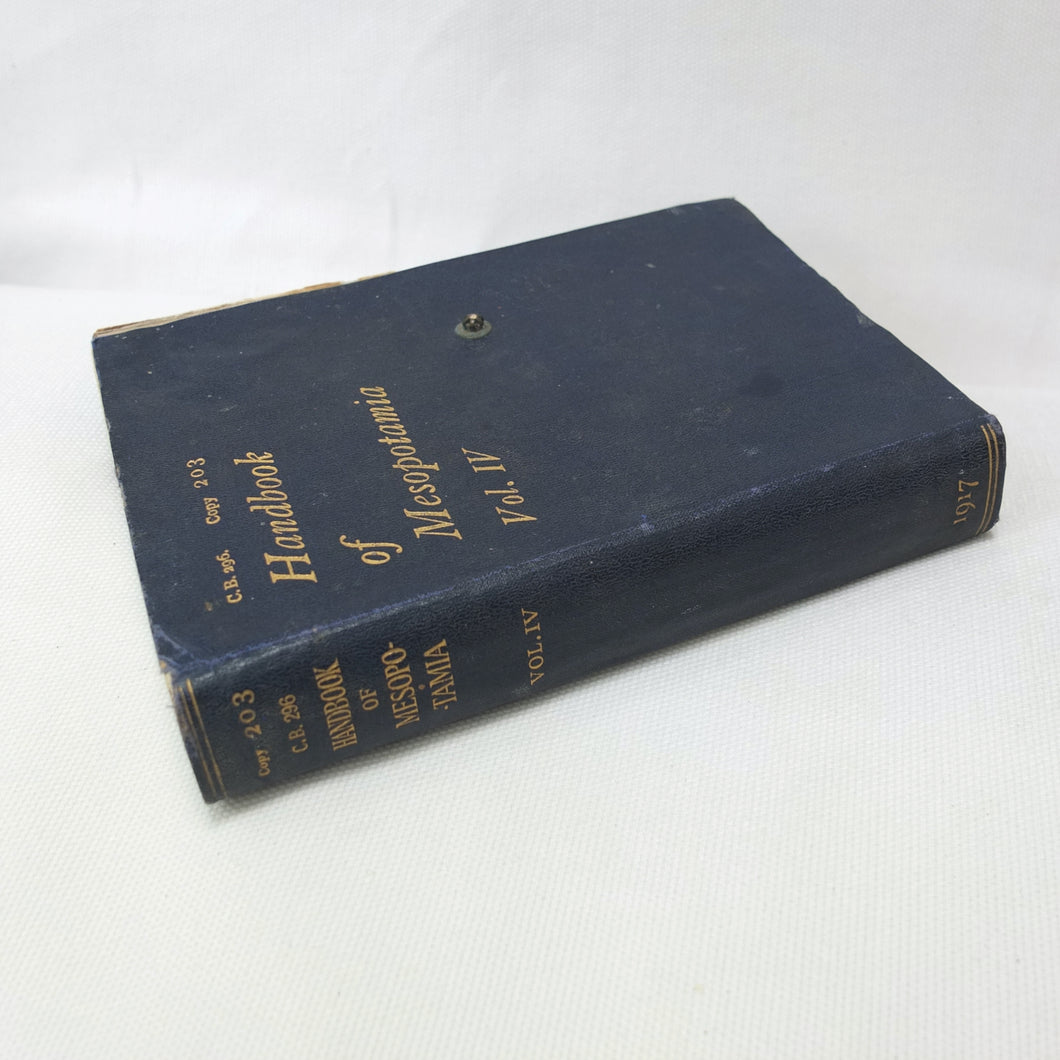 C.B. 296. Copy 203
Handbook
of
Mesopotamia
Vol. IV
Copy 203
C.B. 296
HANDBOOK
OF
MESOPO-
TAMIA
VOL. IV
1917